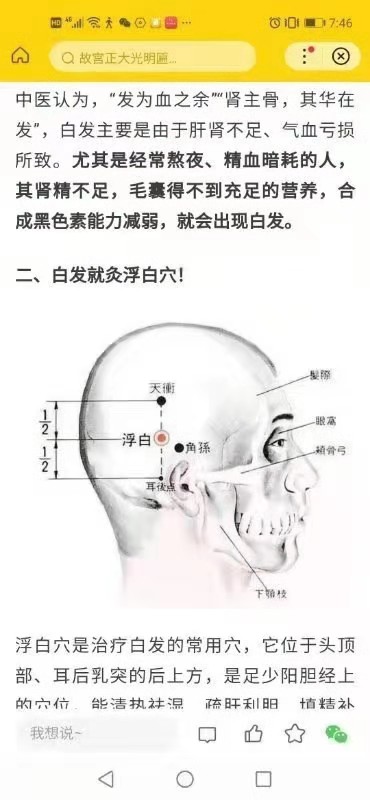 HD 4G 7:46
故宫正大光明匾...
中医认为，“发为血之余”“肾主骨，其华在
发”，白发主要是由于肝肾不足、气血亏损
所致。尤其是经常熬夜、精血暗耗的人，
其肾精不足，毛囊得不到充足的营养，合
成黑色素能力减弱，就会出现白发。
二、白发就灸浮白穴！
天衝
髮際
1/2
眼窩
浮白
角孫
顴骨弓
1/2
耳後点
下顎枝
浮白穴是治疗白发的常用穴，它位于头顶
部、耳后乳突的后上方，是足少阳胆经上
的穴位，能清热祛湿、疏肝利胆、填精补
我想说~